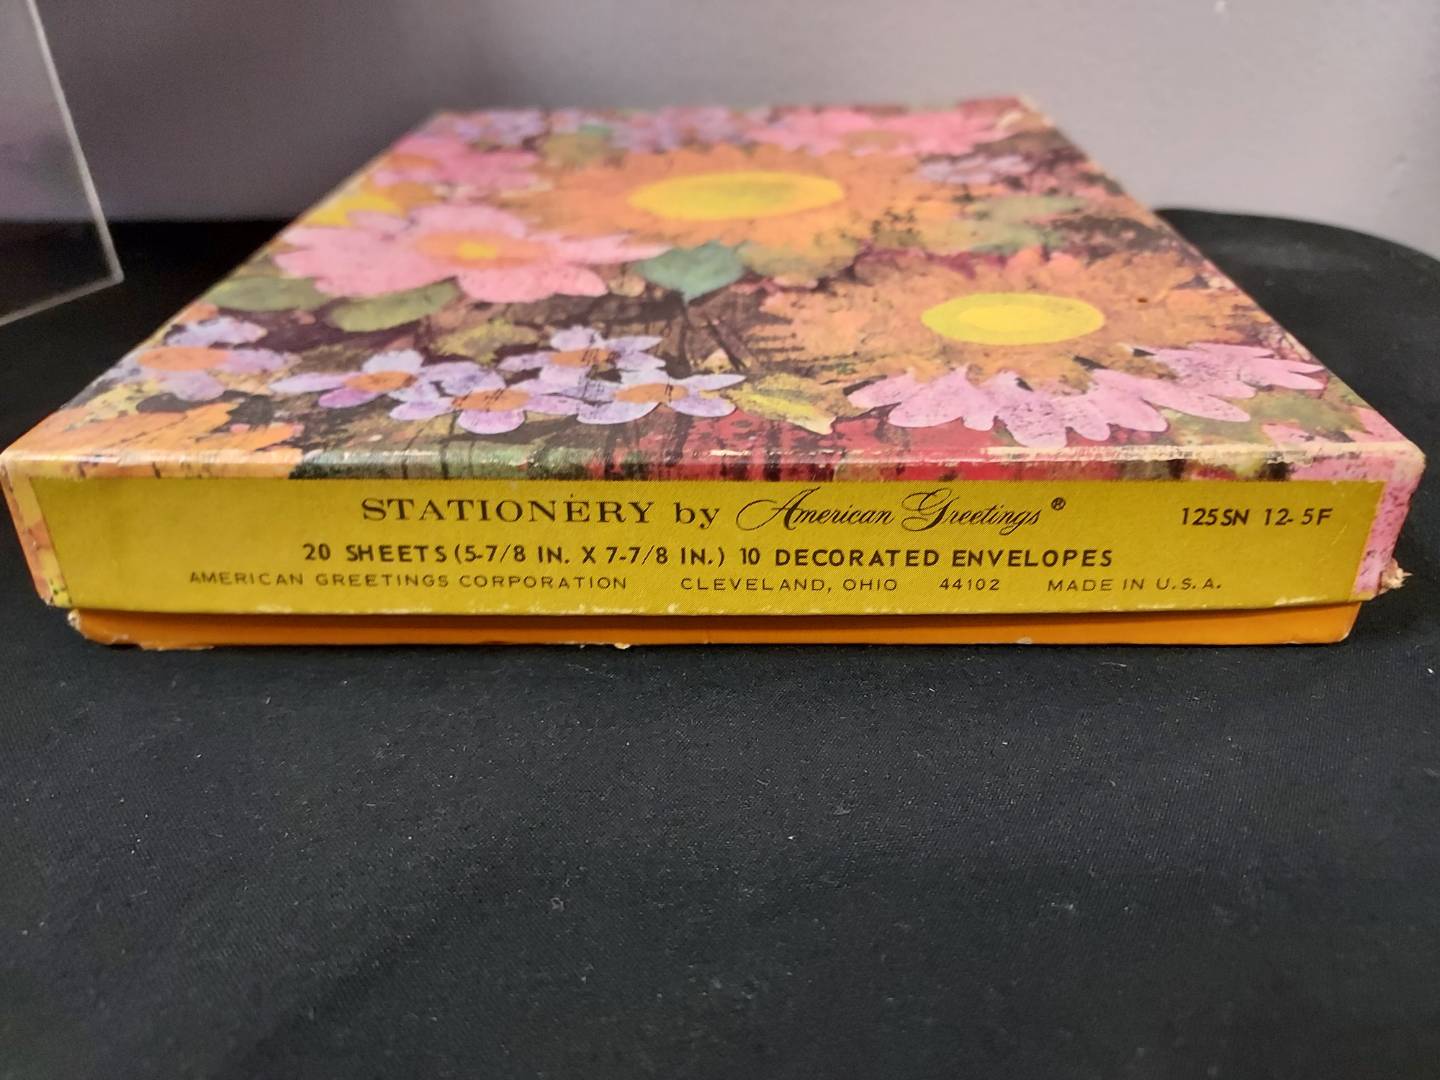 STATIONERY by American Greetings® 125SN 12-5F
20 SHEETS (5-7/8 IN. X 7-7/8 IN.) 10 DECORATED ENVELOPES
AMERICAN GREETINGS CORPORATION CLEVELAND, OHIO 44102 MADE IN U.S.A.